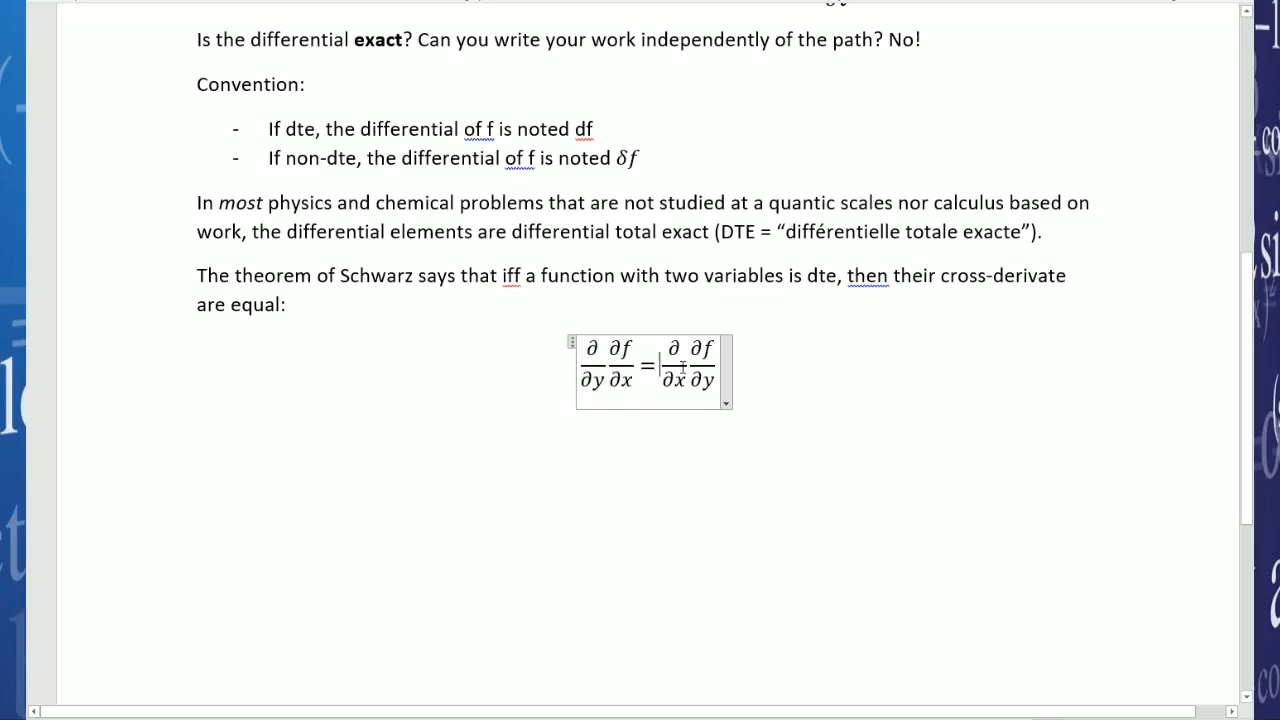 Is the differential exact? Can you write your work independently of the path? No!
Convention:
- If dte, the differential of f is noted df
- If non-dte, the differential of f is noted δf
In most physics and chemical problems that are not studied at a quantic scales nor calculus based on
work, the differential elements are differential total exact (DTE = “différentielle totale exacte”).
The theorem of Schwarz says that iff a function with two variables is dte, then their cross-derivate
are equal:
∂/∂y ∂f/∂x = ∂/∂x ∂f/∂y